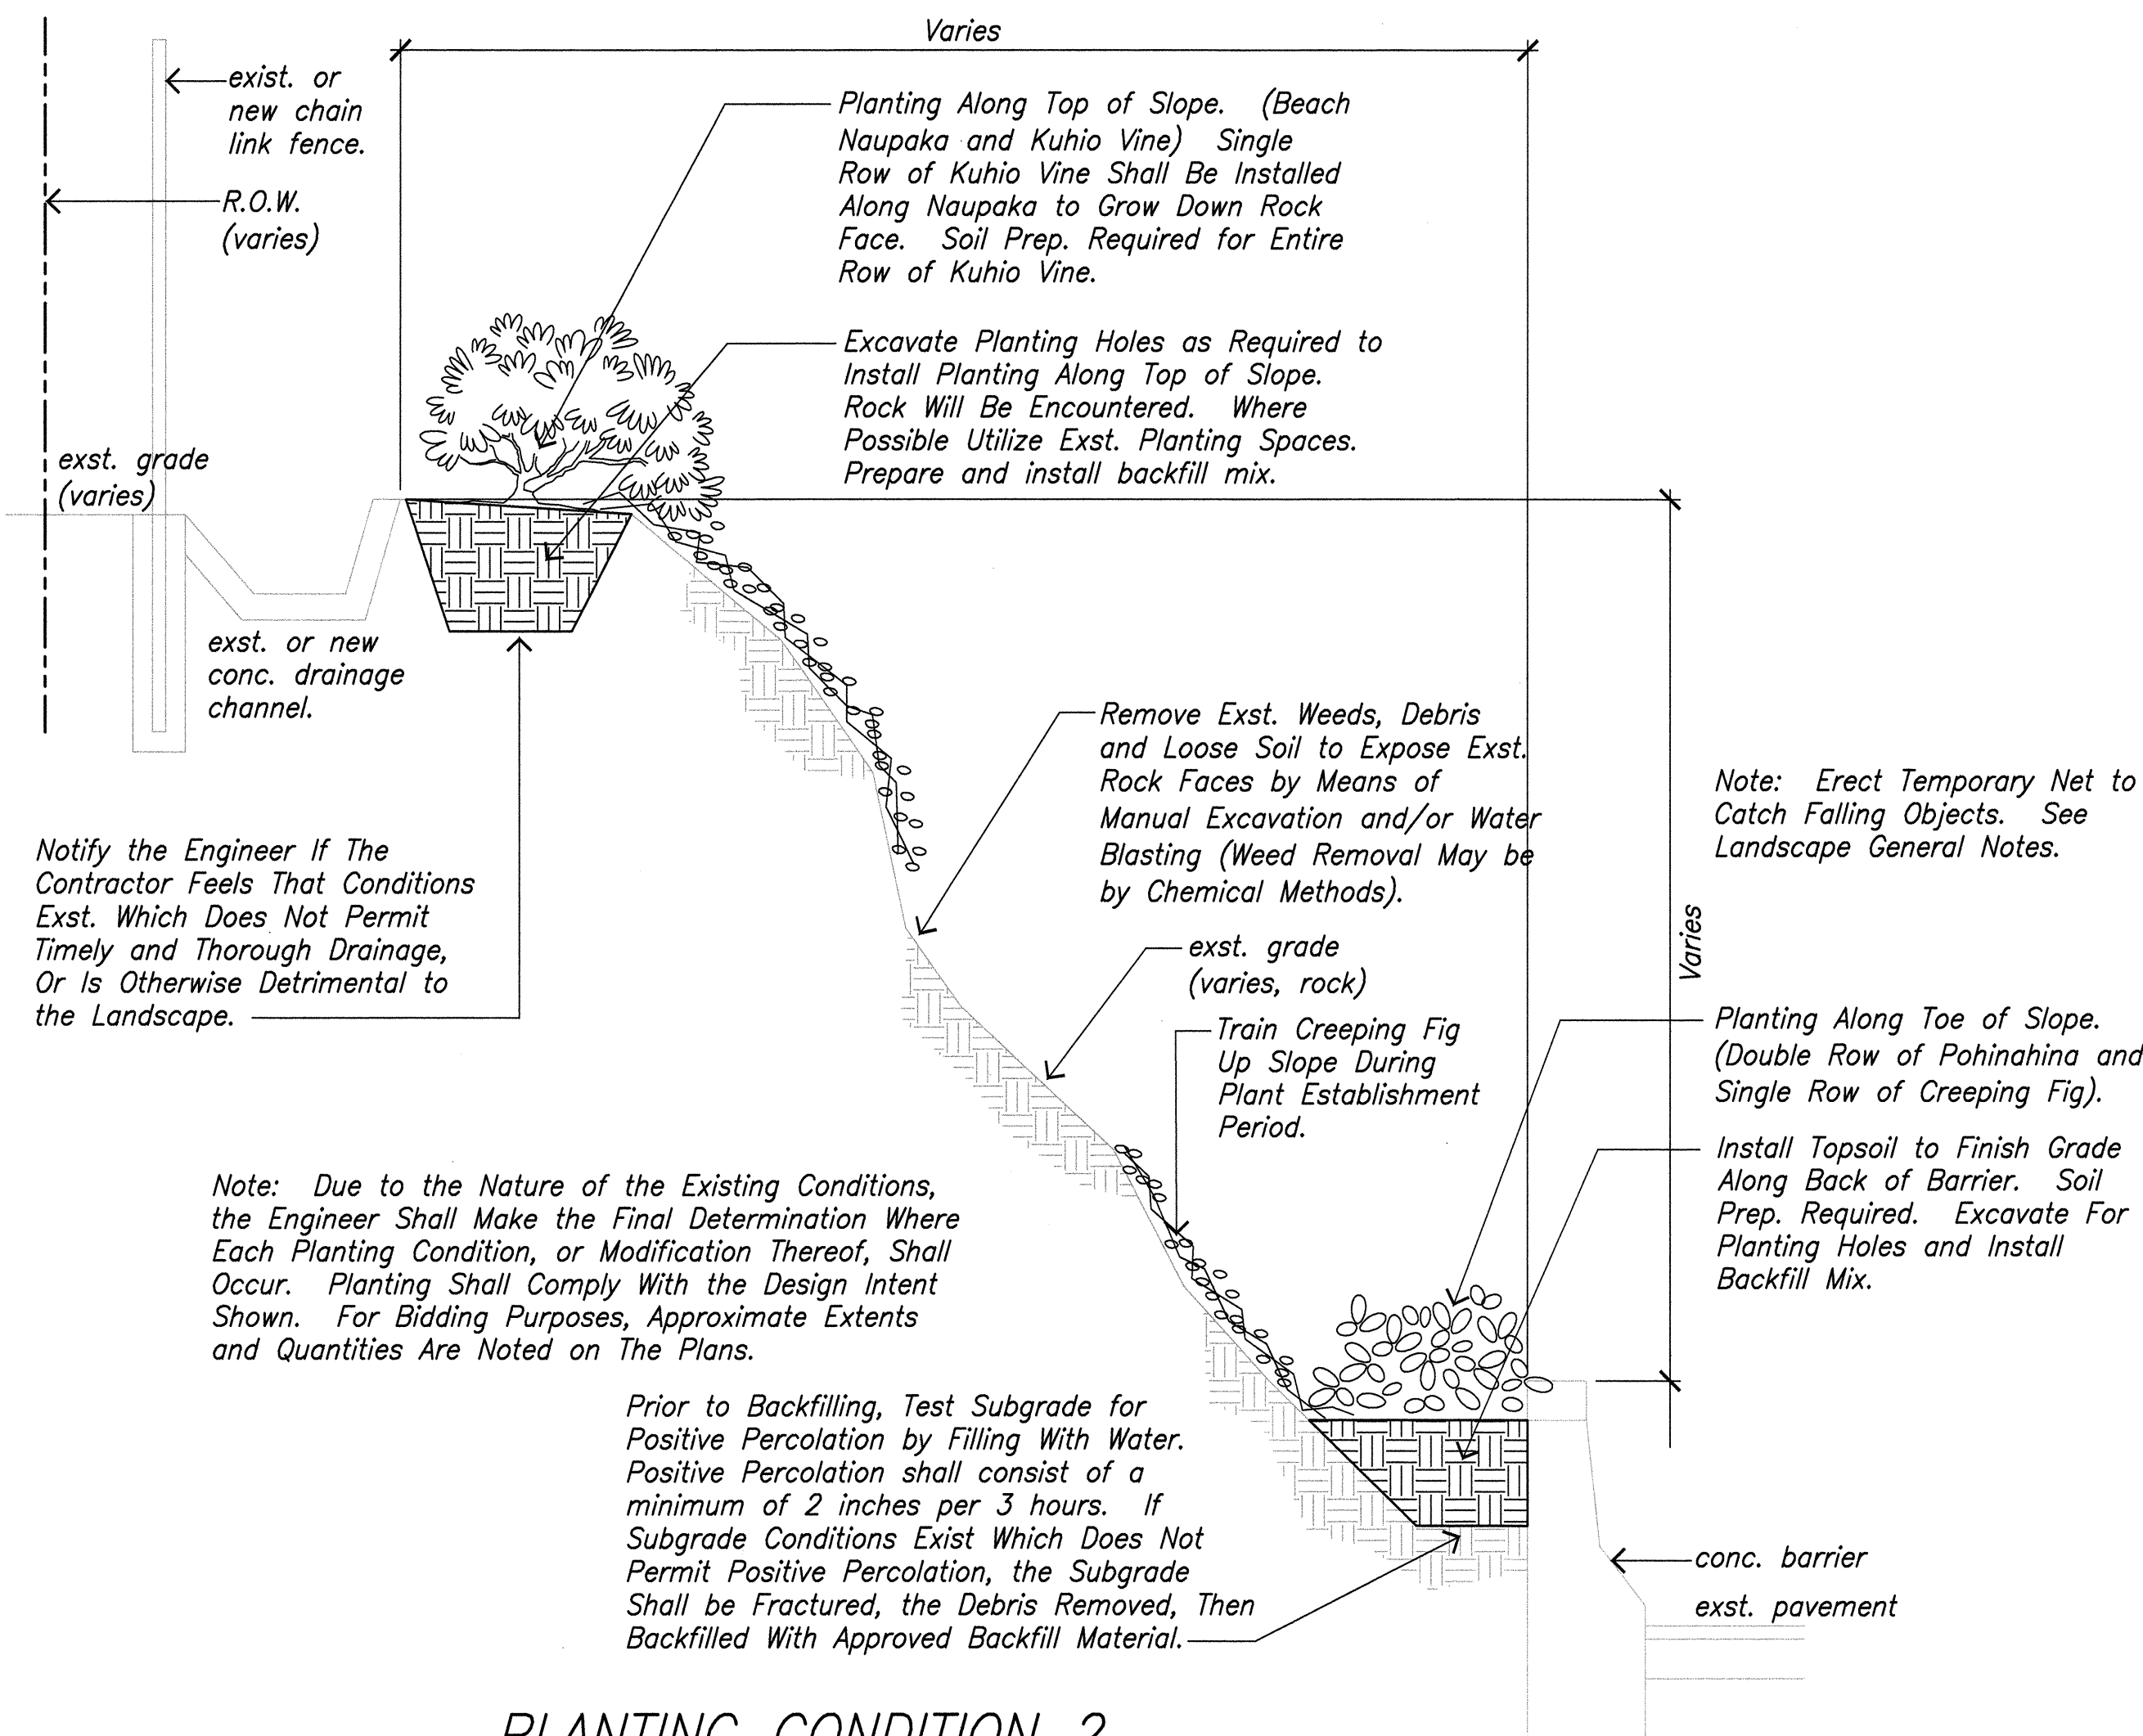 Varies
exist. or
new chain
link fence.
R.O.W.
(varies)
Planting Along Top of Slope. (Beach
Naupaka and Kuhio Vine) Single
Row of Kuhio Vine Shall Be Installed
Along Naupaka to Grow Down Rock
Face. Soil Prep. Required for Entire
Row of Kuhio Vine.
Excavate Planting Holes as Required to
Install Planting Along Top of Slope.
Rock Will Be Encountered. Where
Possible Utilize Exst. Planting Spaces.
Prepare and install backfill mix.
exst. grade
(varies)
exst. or new
conc. drainage
channel.
Remove Exst. Weeds, Debris
and Loose Soil to Expose Exst.
Rock Faces by Means of
Manual Excavation and/or Water
Blasting (Weed Removal May be
by Chemical Methods).
Note: Erect Temporary Net to
Catch Falling Objects. See
Landscape General Notes.
Notify the Engineer If The
Contractor Feels That Conditions
Exst. Which Does Not Permit
Timely and Thorough Drainage,
Or Is Otherwise Detrimental to
the Landscape.
Varies
exst. grade
(varies, rock)
Train Creeping Fig
Up Slope During
Plant Establishment
Period.
Planting Along Toe of Slope.
(Double Row of Pohinahina and
Single Row of Creeping Fig).
Install Topsoil to Finish Grade
Along Back of Barrier. Soil
Prep. Required. Excavate For
Planting Holes and Install
Backfill Mix.
Note: Due to the Nature of the Existing Conditions,
the Engineer Shall Make the Final Determination Where
Each Planting Condition, or Modification Thereof, Shall
Occur. Planting Shall Comply With the Design Intent
Shown. For Bidding Purposes, Approximate Extents
and Quantities Are Noted on The Plans.
Prior to Backfilling, Test Subgrade for
Positive Percolation by Filling With Water.
Positive Percolation shall consist of a
minimum of 2 inches per 3 hours. If
Subgrade Conditions Exist Which Does Not
Permit Positive Percolation, the Subgrade
Shall be Fractured, the Debris Removed, Then
Backfilled With Approved Backfill Material.
conc. barrier
exst. pavement
PLANTING CONDITION 2